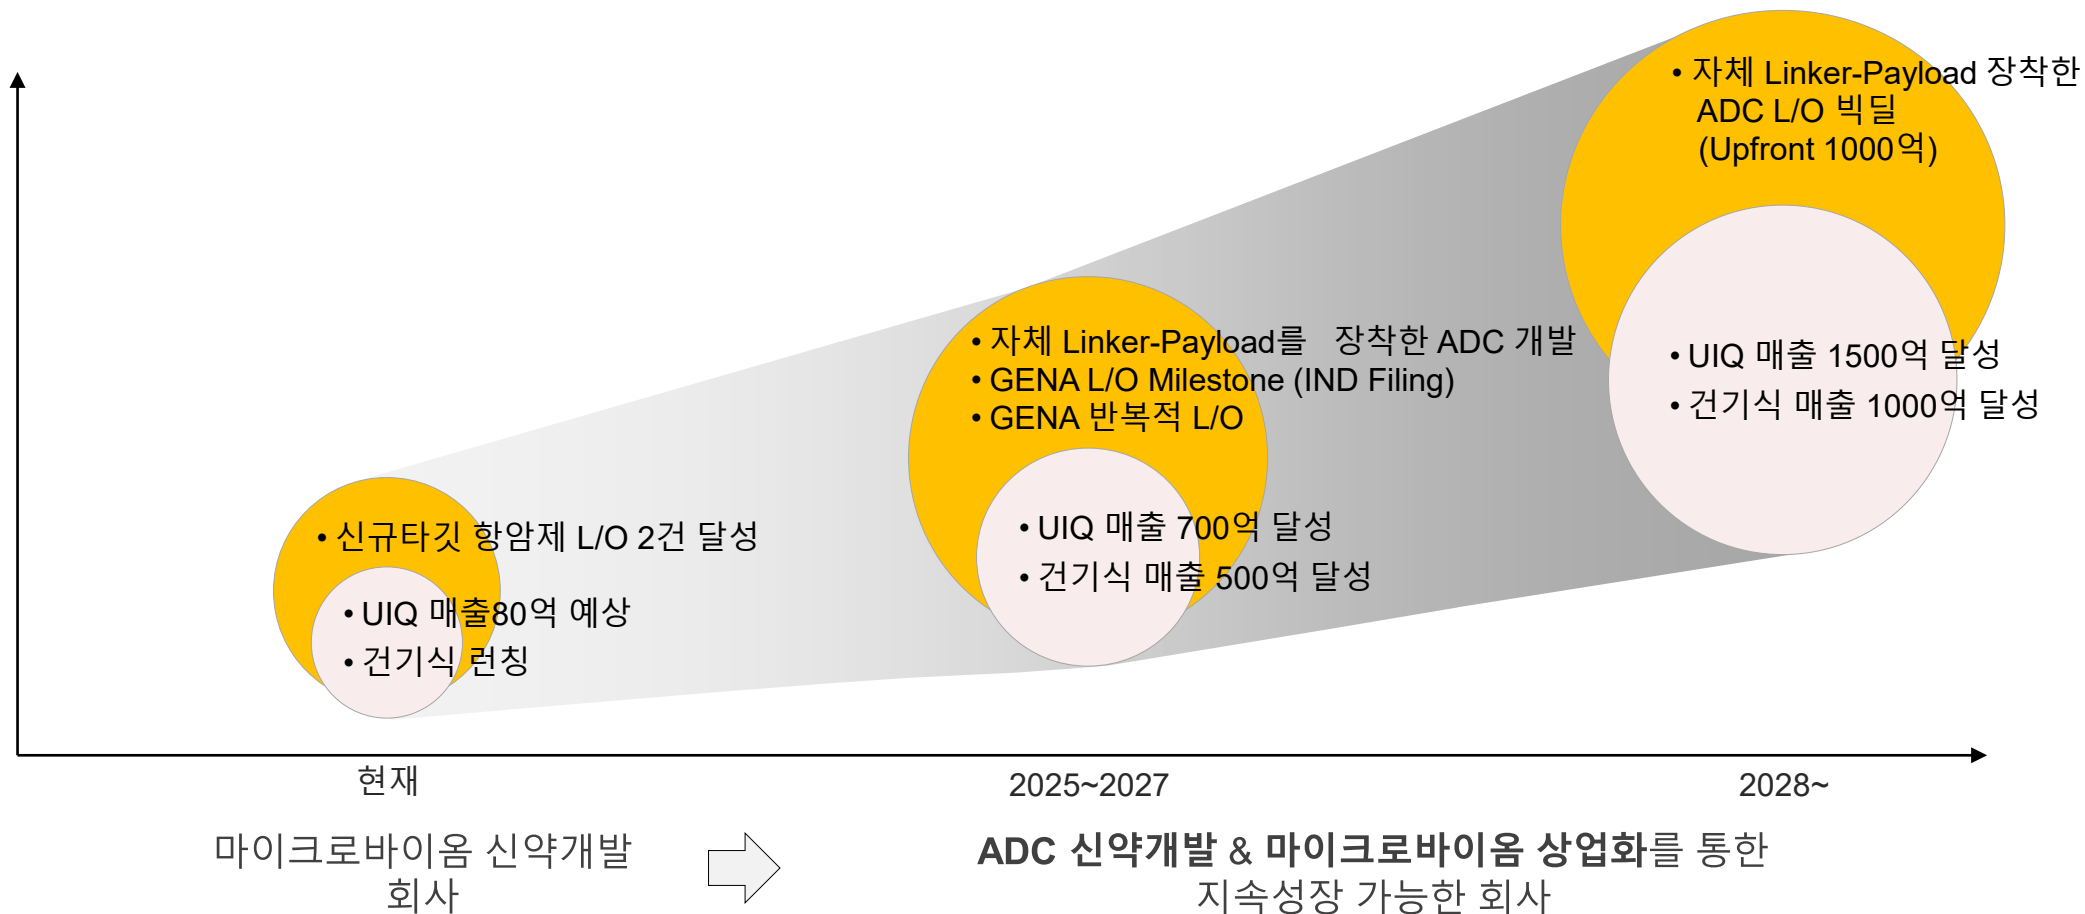 • 자체 Linker-Payload 장착한
ADC L/O 빅딜
(Upfront 1000억)
• UIQ 매출 1500억 달성
• 건기식 매출 1000억 달성
• 자체 Linker-Payload를 장착한 ADC 개발
• GENA L/O Milestone (IND Filing)
• GENA 반복적 L/O
• UIQ 매출 700억 달성
• 건기식 매출 500억 달성
• 신규타깃 항암제 L/O 2건 달성
• UIQ 매출80억 예상
• 건기식 런칭
현재
2025~2027
2028~
마이크로바이옴 신약개발
회사
ADC 신약개발 & 마이크로바이옴 상업화를 통한
지속성장 가능한 회사